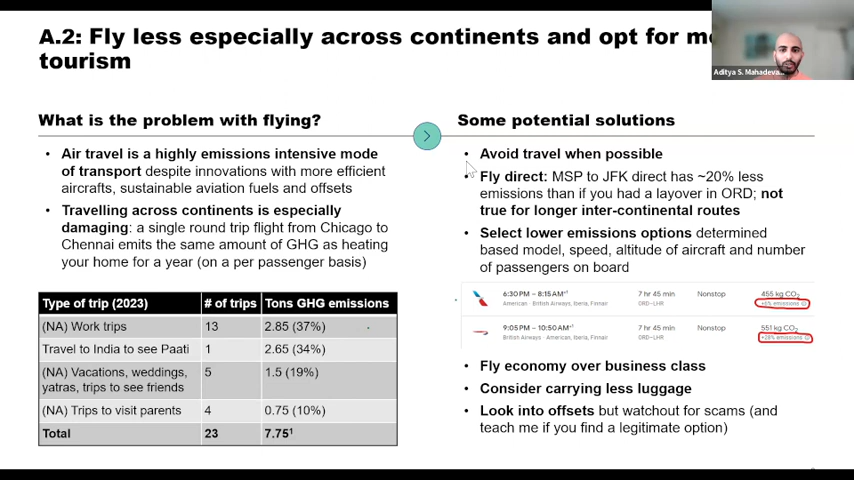 A.2: Fly less especially across continents and opt for
tourism
Aditya S. Mahadeva...
What is the problem with flying?
• Air travel is a highly emissions intensive mode
of transport despite innovations with more efficient
aircrafts, sustainable aviation fuels and offsets
• Travelling across continents is especially
damaging: a single round trip flight from Chicago to
Chennai emits the same amount of GHG as heating
your home for a year (on a per passenger basis)
Type of trip (2023) # of trips Tons GHG emissions
(NA) Work trips 13 2.85 (37%)
Travel to India to see Paati 1 2.65 (34%)
(NA) Vacations, weddings, 5 1.5 (19%)
yatras, trips to see friends
(NA) Trips to visit parents 4 0.75 (10%)
Total 23 7.75¹
Some potential solutions
• Avoid travel when possible
• Fly direct: MSP to JFK direct has ~20% less
emissions than if you had a layover in ORD; not
true for longer inter-continental routes
• Select lower emissions options determined
based model, speed, altitude of aircraft and number
of passengers on board
6:30 PM – 8:15 AM+1 7 hr 45 min Nonstop 455 kg CO2
American · British Airways, Iberia, Finnair ORD–LHR emissions
9:05 PM – 10:50 AM+1 7 hr 45 min Nonstop 551 kg CO2
British Airways · American, Iberia, Finnair ORD–LHR emissions
• Fly economy over business class
• Consider carrying less luggage
• Look into offsets but watchout for scams (and
teach me if you find a legitimate option)